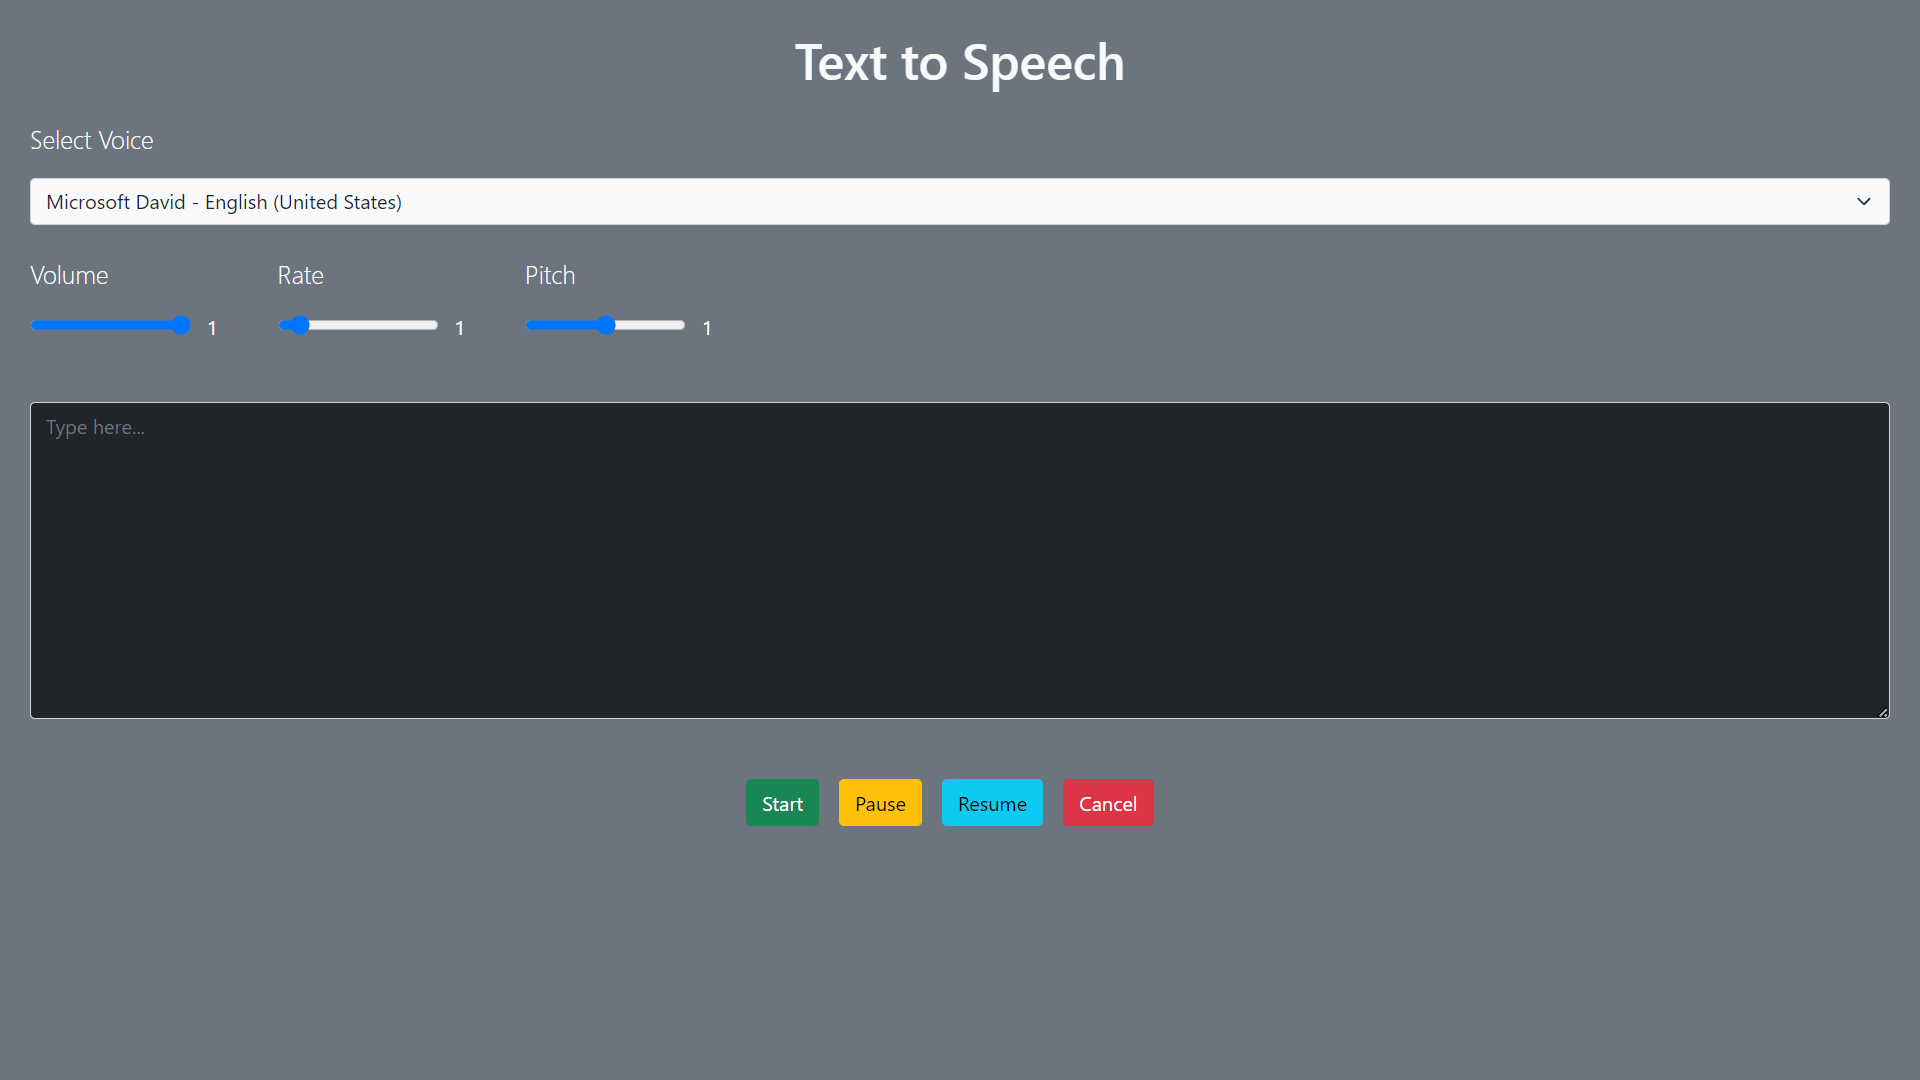 Text to Speech
Select Voice
Microsoft David - English (United States)
Volume Rate Pitch
1 1 1
Type here...
Start Pause Resume Cancel